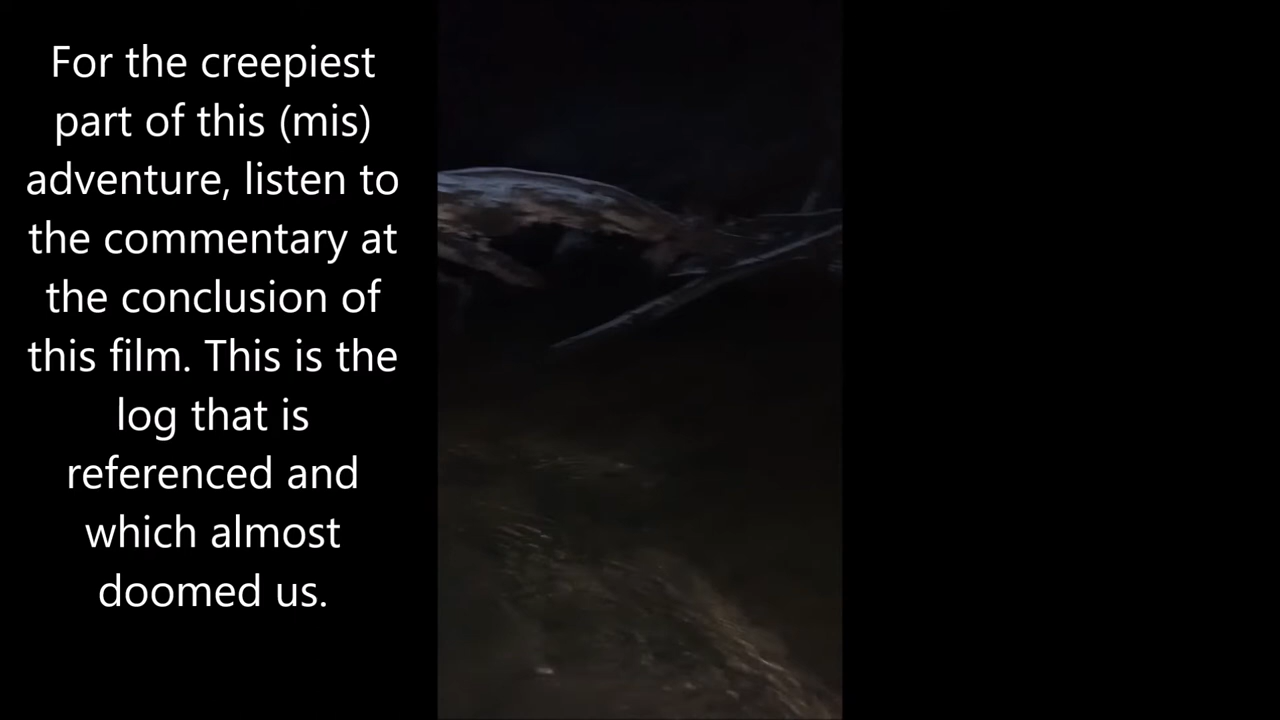 For the creepiest
part of this (mis)
adventure, listen to
the commentary at
the conclusion of
this film. This is the
log that is
referenced and
which almost
doomed us.